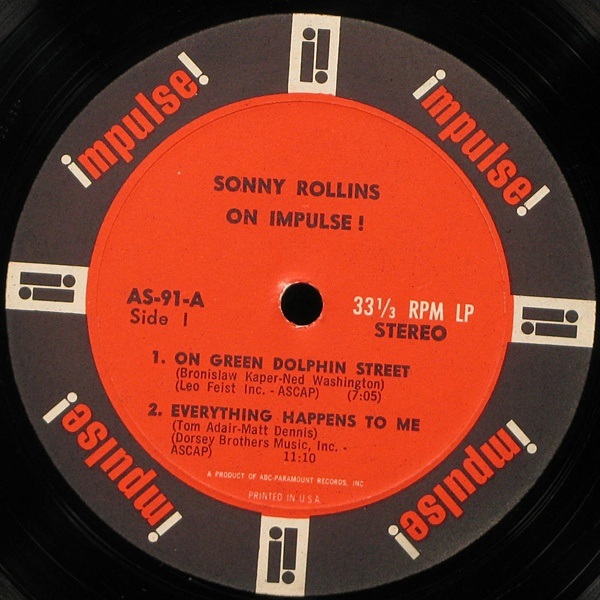 impulse!
impulse!
SONNY ROLLINS
ON IMPULSE!
AS-91-A
Side 1
33⅓ RPM LP
STEREO
1. ON GREEN DOLPHIN STREET
(Bronislaw Kaper-Ned Washington)
(Leo Feist Inc. - ASCAP) (7:05)
2. EVERYTHING HAPPENS TO ME
(Tom Adair-Matt Dennis)
(Dorsey Brothers Music, Inc. -
ASCAP) 11:10
A PRODUCT OF ABC-PARAMOUNT RECORDS, INC
PRINTED IN U.S.A.
impulse!
impulse!